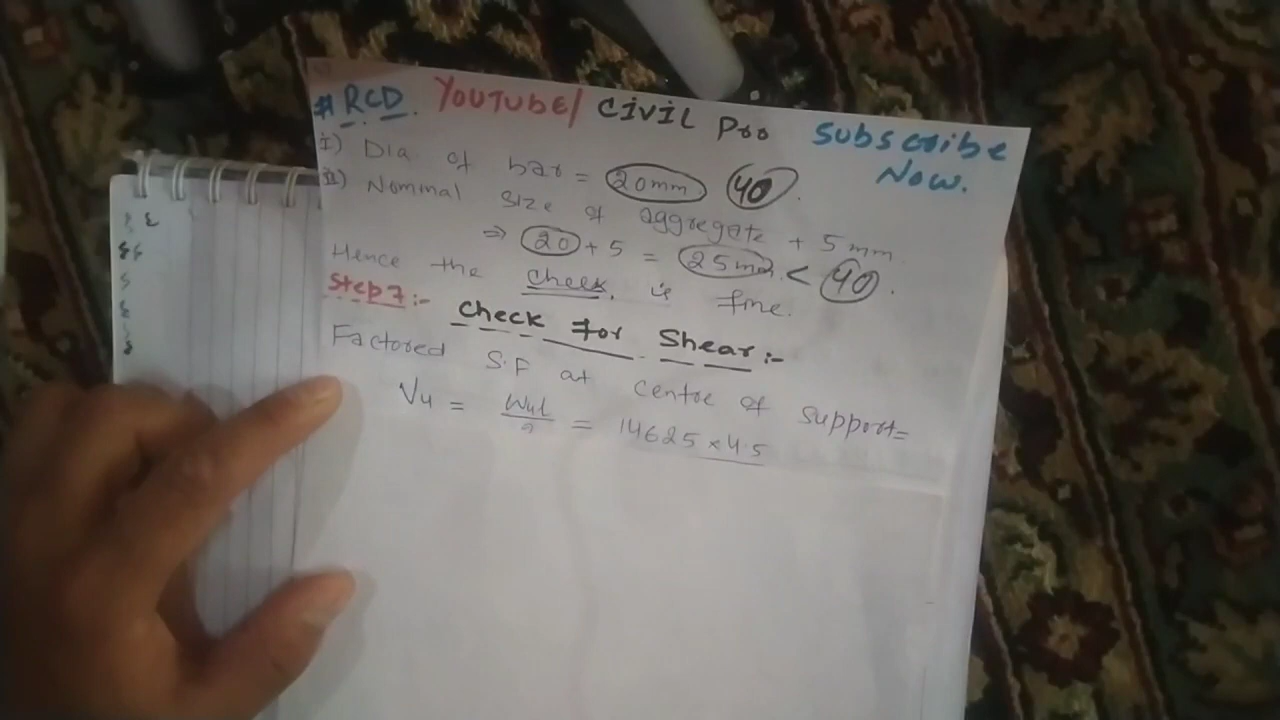 # RCD. YOUTUBE/ CIVIL Pro Subscribe Now.
i) Dia of bar = 20mm 40.
ii) Nominal size of aggregate + 5 mm
⇒ 20 + 5 = 25mm < 40.
Hence the check is fine.
Step 7:- Check for Shear:-
Factored S.F at centre of support=
Vu = Wul/2 = 14625 × 4.5